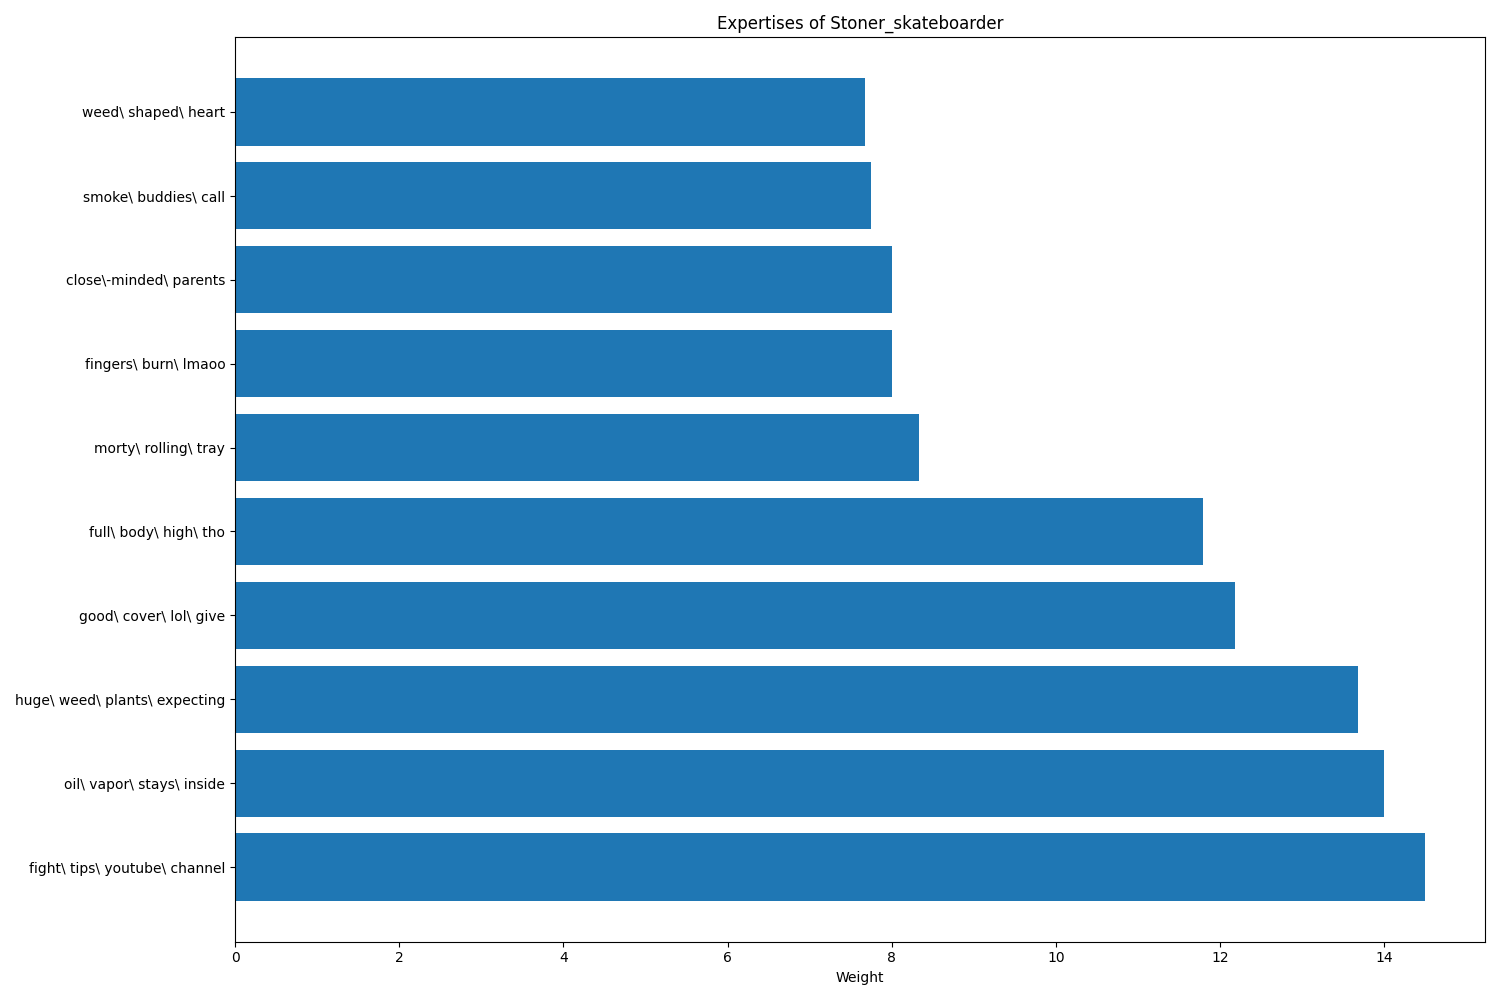 Expertises of Stoner_skateboarder
weed\ shaped\ heart
smoke\ buddies\ call
close\-minded\ parents
fingers\ burn\ lmaoo
morty\ rolling\ tray
full\ body\ high\ tho
good\ cover\ lol\ give
huge\ weed\ plants\ expecting
oil\ vapor\ stays\ inside
fight\ tips\ youtube\ channel
0 2 4 6 8 10 12 14
Weight